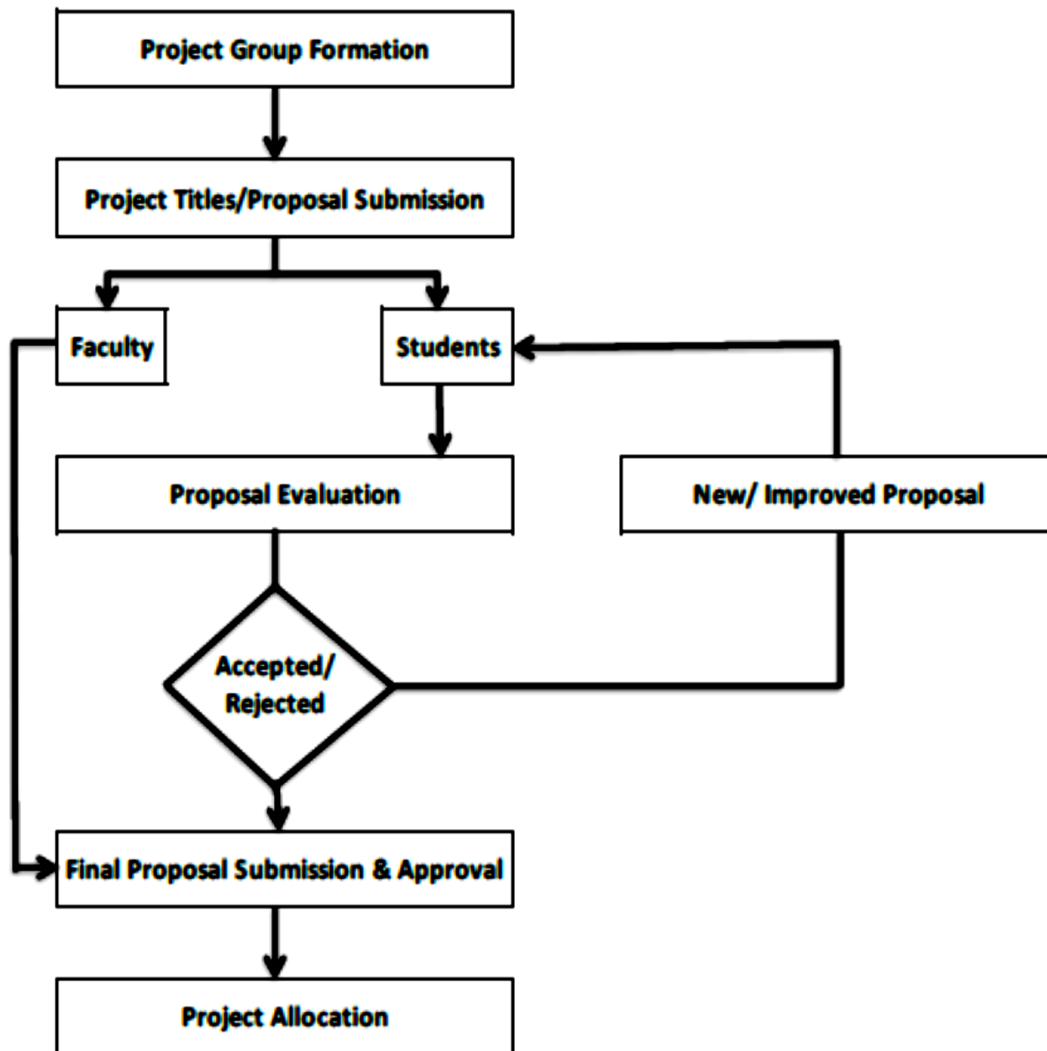 Project Group Formation
Project Titles/Proposal Submission
Faculty
Students
Proposal Evaluation
New/ Improved Proposal
Accepted/
Rejected
Final Proposal Submission & Approval
Project Allocation